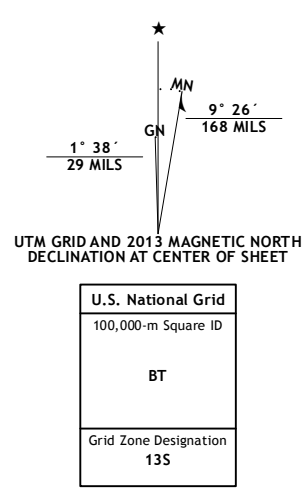 ★
MN
GN
9° 26´
168 MILS
1° 38´
29 MILS
UTM GRID AND 2013 MAGNETIC NORTH
DECLINATION AT CENTER OF SHEET
U.S. National Grid
100,000-m Square ID
BT
Grid Zone Designation
13S